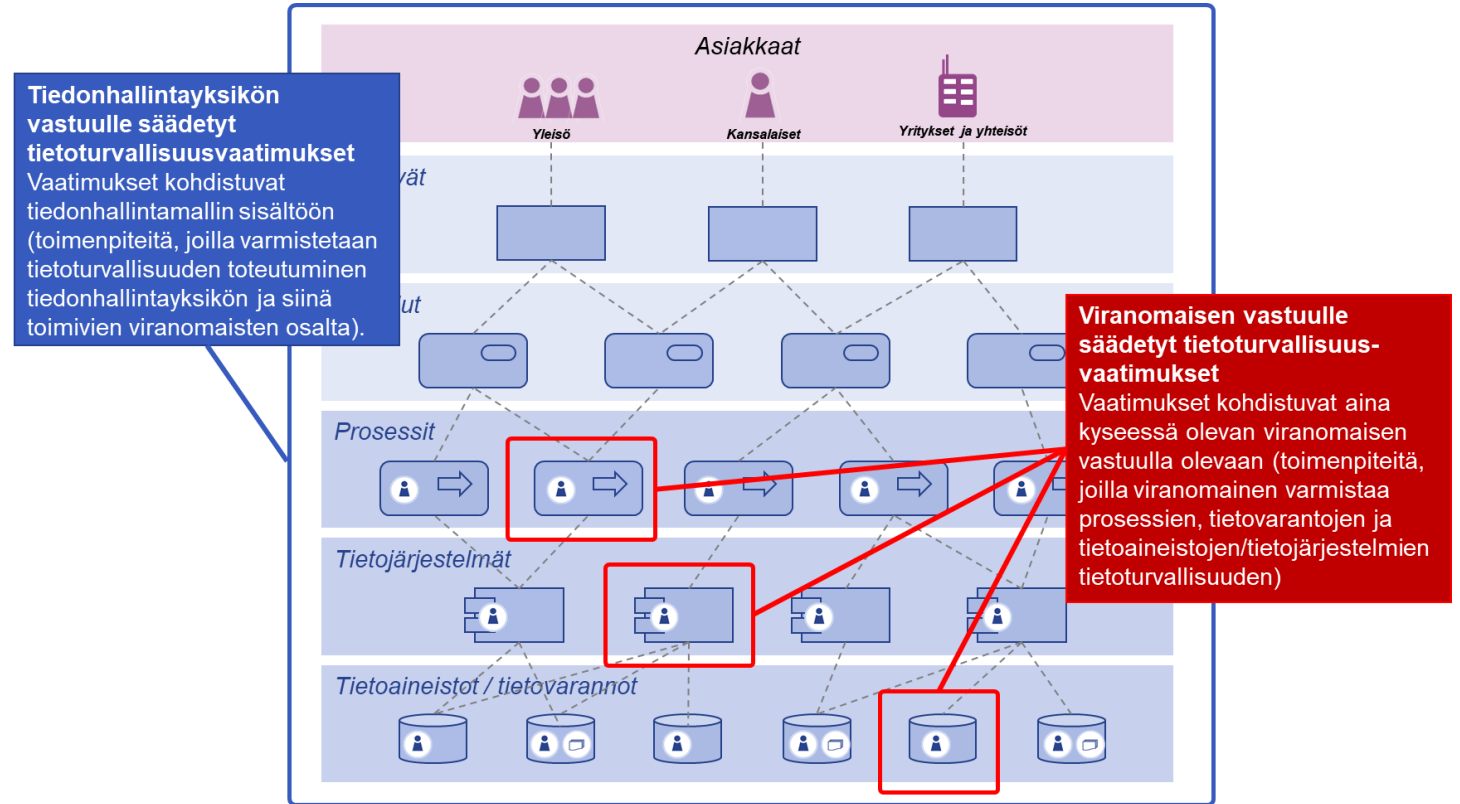 Asiakkaat
Yleisö
Kansalaiset
Yritykset ja yhteisöt
Tiedonhallintayksikön
vastuulle säädetyt
tietoturvallisuusvaatimukset
Vaatimukset kohdistuvat
tiedonhallintamallin sisältöön
(toimenpiteitä, joilla varmistetaan
tietoturvallisuuden toteutuminen
tiedonhallintayksikön ja siinä
toimivien viranomaisten osalta).
Viranomaisen vastuulle
säädetyt tietoturvallisuus-
vaatimukset
Vaatimukset kohdistuvat aina
kyseessä olevan viranomaisen
vastuulla olevaan (toimenpiteitä,
joilla viranomainen varmistaa
prosessien, tietovarantojen ja
tietoaineistojen/tietojärjestelmien
tietoturvallisuuden)
Prosessit
Tietojärjestelmät
Tietoaineistot / tietovarannot